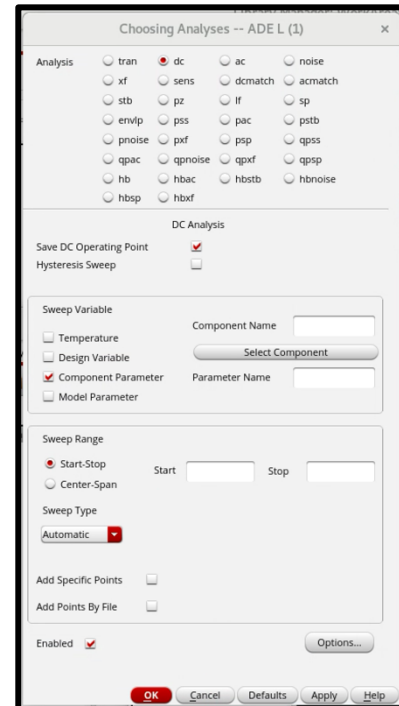 Choosing Analyses -- ADE L (1)
Analysis tran dc ac noise
xf sens dcmatch acmatch
stb pz lf sp
envlp pss pac pstb
pnoise pxf psp qpss
qpac qpnoise qpxf qpsp
hb hbac hbstb hbnoise
hbsp hbxf
DC Analysis
Save DC Operating Point
Hysteresis Sweep
Sweep Variable
Temperature
Design Variable
Component Parameter
Model Parameter
Component Name
Select Component
Parameter Name
Sweep Range
Start-Stop
Center-Span
Start Stop
Sweep Type
Automatic
Add Specific Points
Add Points By File
Enabled Options...
OK Cancel Defaults Apply Help